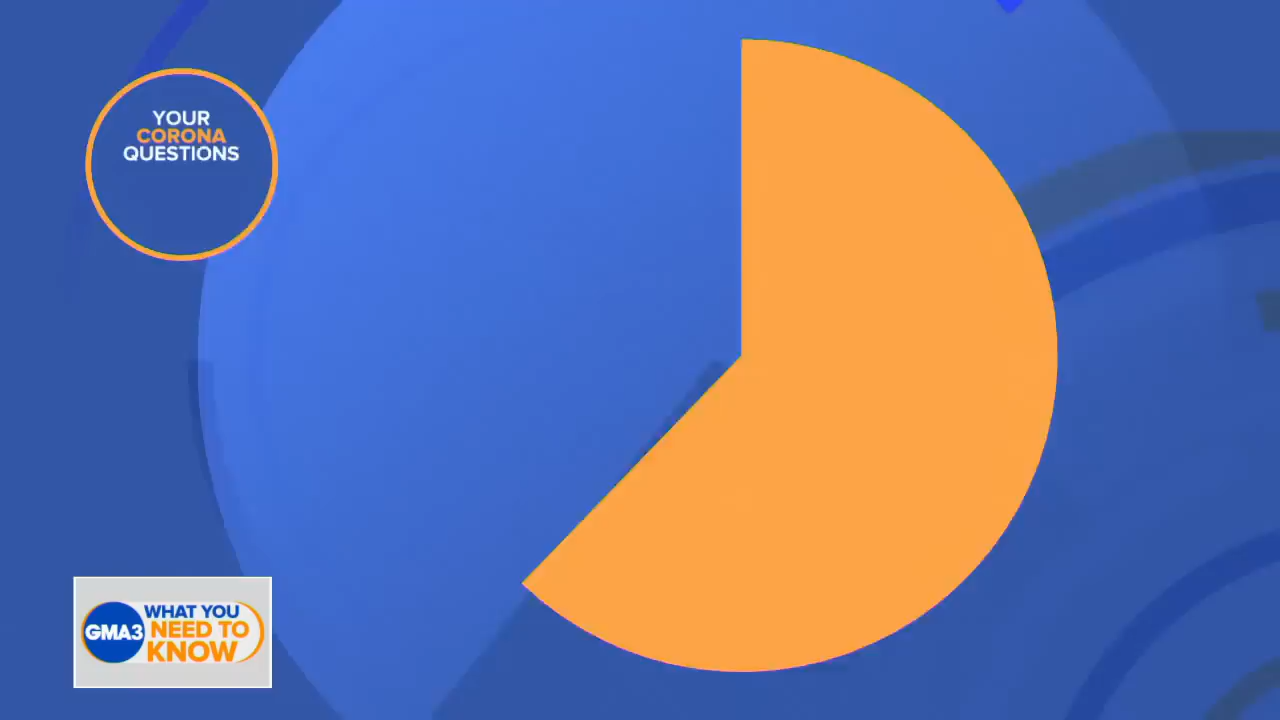 YOUR
CORONA
QUESTIONS
GMA3
WHAT YOU
NEED TO
KNOW